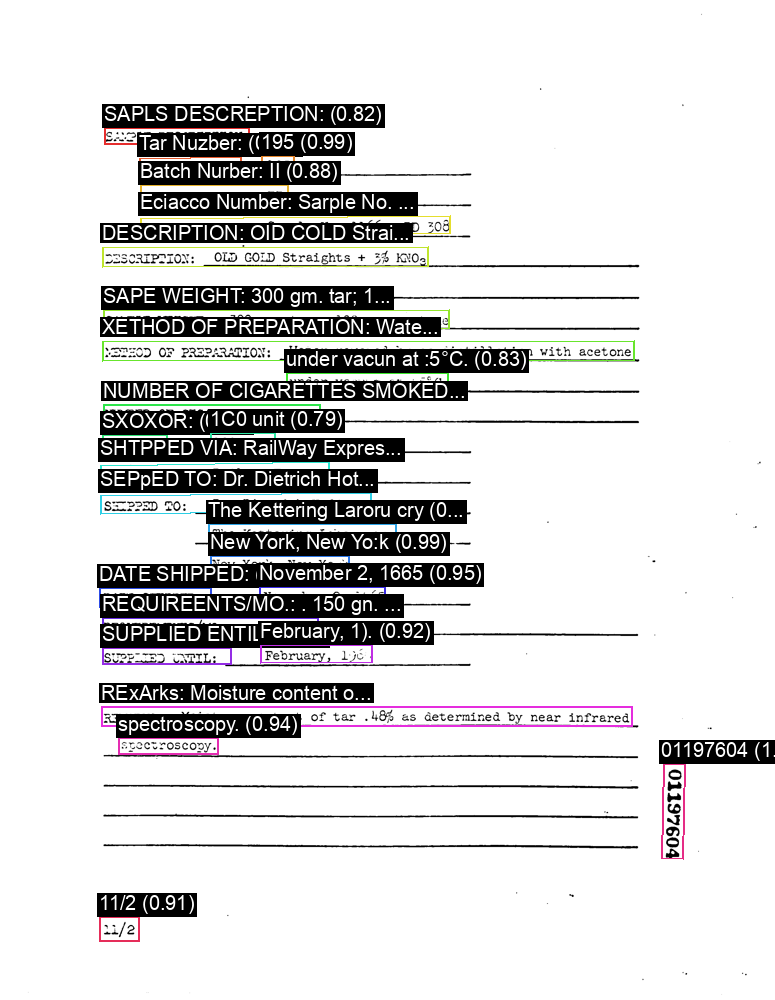 SAPLS DESCREPTION: (0.82)
Tar Nuzber: ( 195 (0.99)
Batch Nurber: II (0.88)
Eciacco Number: Sarple No. ...
308
DESCRIPTION: OID COLD Strai...
DESCRIPTION: OLD GOLD Straights + 3% KNO3
SAPE WEIGHT: 300 gm. tar; 1...
XETHOD OF PREPARATION: Wate...
METHOD OF PREPARATION: with acetone
under vacun at :5°C. (0.83)
NUMBER OF CIGARETTES SMOKED...
SXOXOR: ( 1C0 unit (0.79)
SHTPPED VIA: RailWay Expres...
SEPpED TO: Dr. Dietrich Hot...
SHIPPED TO:
The Kettering Laroru cry (0...
New York, New Yo:k (0.99)
DATE SHIPPED: November 2, 1665 (0.95)
REQUIREENTS/MO.: . 150 gn. ...
SUPPLIED ENTIL February, 1). (0.92)
SUPPLIED UNTIL: February, 196
RExArks: Moisture content o...
of tar .48% as determined by near infrared
spectroscopy. (0.94)
spectroscopy.
01197604 (1.
01197604
11/2 (0.91)
11/2